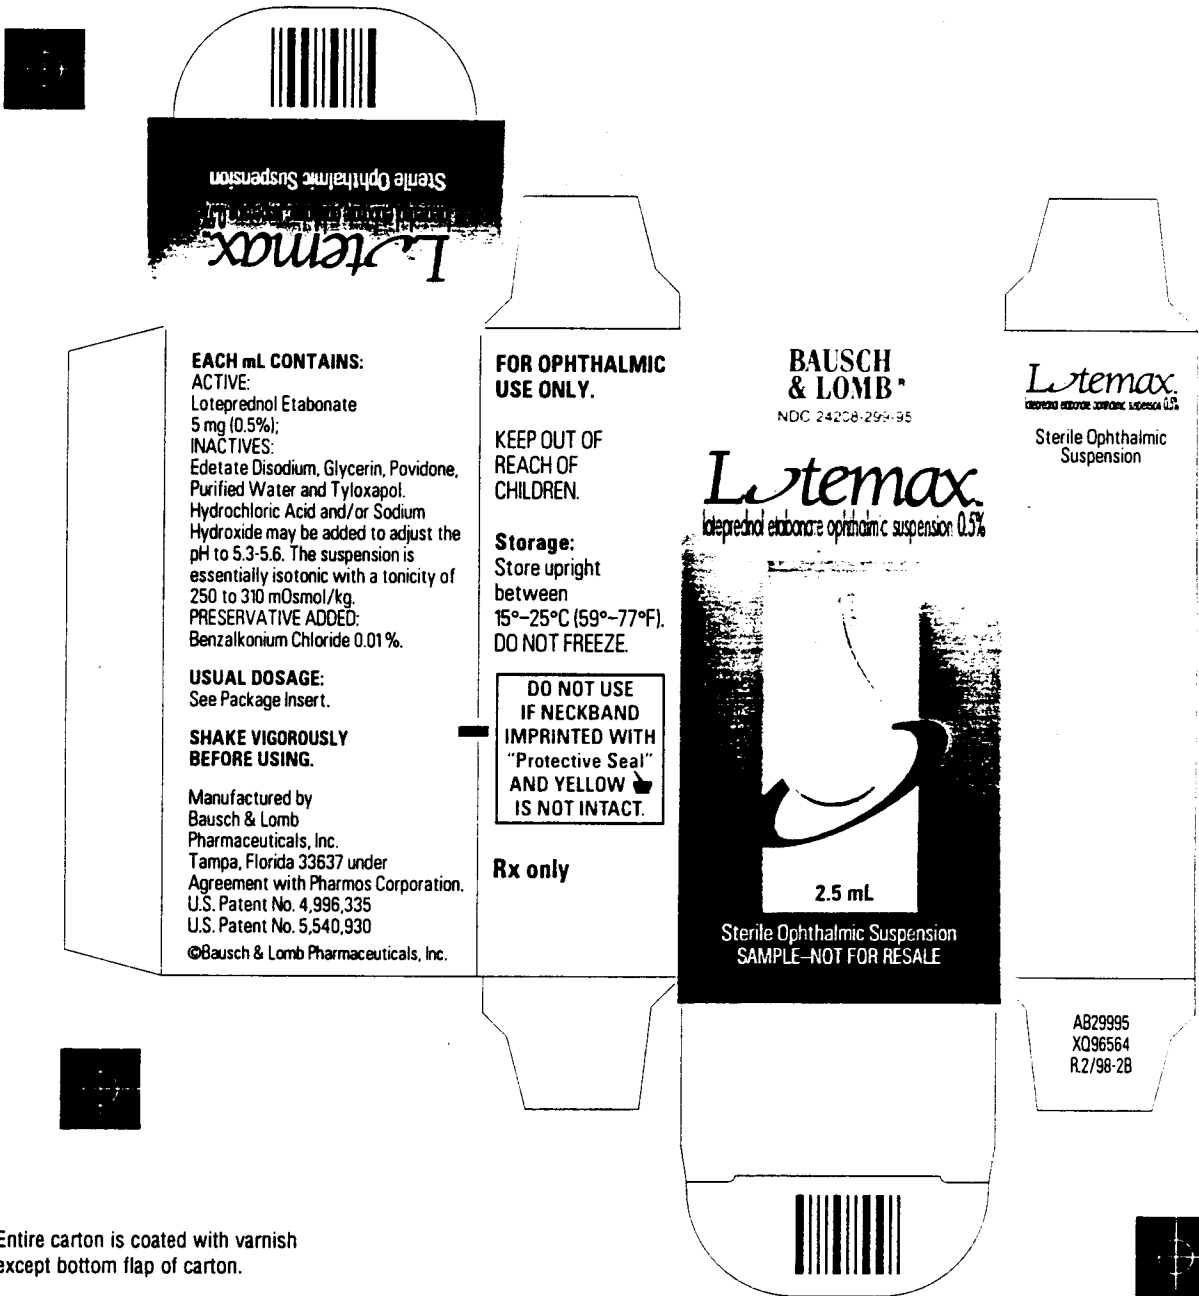 Sterile Ophthalmic Suspension
Lotemax
EACH mL CONTAINS:
ACTIVE:
Loteprednol Etabonate
5 mg (0.5%);
INACTIVES:
Edetate Disodium, Glycerin, Povidone,
Purified Water and Tyloxapol.
Hydrochloric Acid and/or Sodium
Hydroxide may be added to adjust the
pH to 5.3-5.6. The suspension is
essentially isotonic with a tonicity of
250 to 310 mOsmol/kg.
PRESERVATIVE ADDED:
Benzalkonium Chloride 0.01%.
USUAL DOSAGE:
See Package Insert.
SHAKE VIGOROUSLY
BEFORE USING.
Manufactured by
Bausch & Lomb
Pharmaceuticals, Inc.
Tampa, Florida 33637 under
Agreement with Pharmos Corporation.
U.S. Patent No. 4,996,335
U.S. Patent No. 5,540,930
©Bausch & Lomb Pharmaceuticals, Inc.
FOR OPHTHALMIC
USE ONLY.
KEEP OUT OF
REACH OF
CHILDREN.
Storage:
Store upright
between
15°–25°C (59°–77°F).
DO NOT FREEZE.
DO NOT USE
IF NECKBAND
IMPRINTED WITH
"Protective Seal"
AND YELLOW
IS NOT INTACT.
Rx only
BAUSCH
& LOMB®
NDC 24208-299-95
Lotemax™
loteprednol etabonate ophthalmic suspension 0.5%
2.5 mL
Sterile Ophthalmic Suspension
SAMPLE–NOT FOR RESALE
Lotemax™
loteprednol etabonate ophthalmic suspension 0.5%
Sterile Ophthalmic
Suspension
AB29995
XQ96564
R.2/98-2B
Entire carton is coated with varnish
except bottom flap of carton.